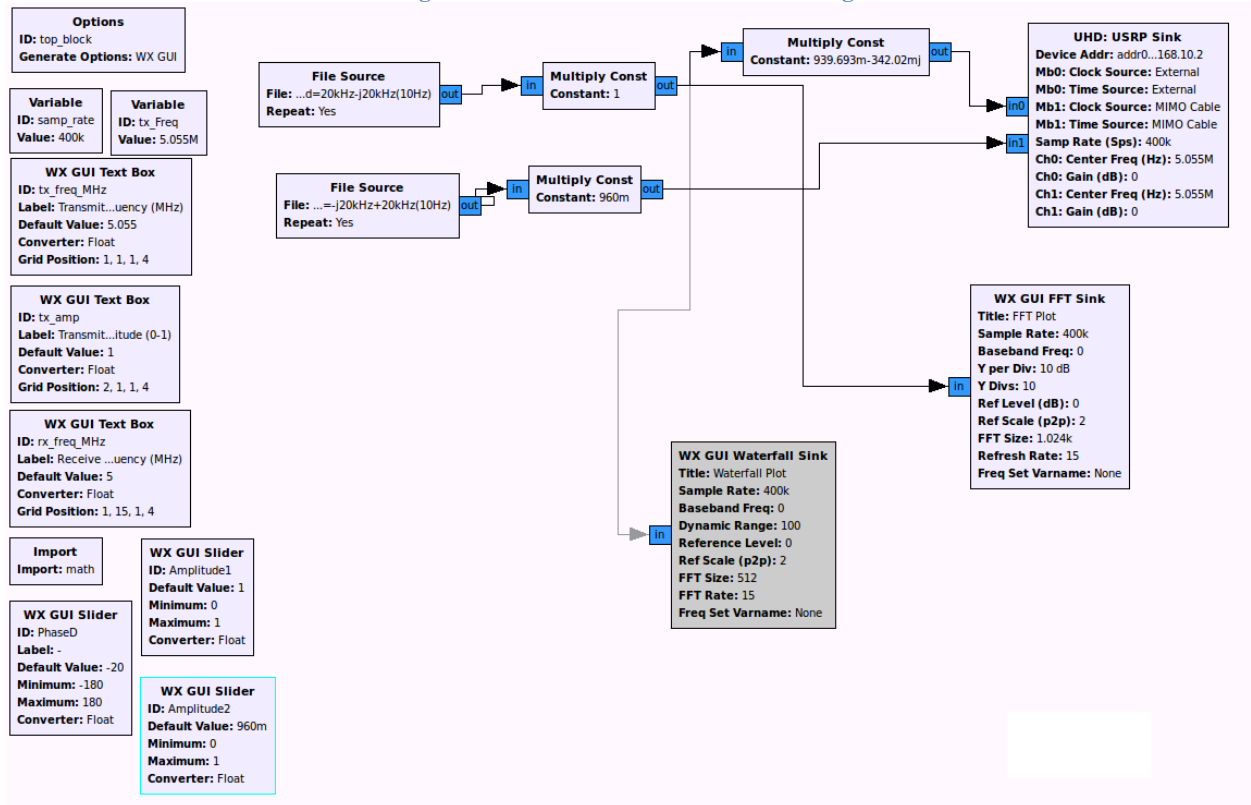 Options
ID: top_block
Generate Options: WX GUI
Variable
ID: samp_rate
Value: 400k
Variable
ID: tx_Freq
Value: 5.055M
WX GUI Text Box
ID: tx_freq_MHz
Label: Transmit...uency (MHz)
Default Value: 5.055
Converter: Float
Grid Position: 1, 1, 1, 4
WX GUI Text Box
ID: tx_amp
Label: Transmit...itude (0-1)
Default Value: 1
Converter: Float
Grid Position: 2, 1, 1, 4
WX GUI Text Box
ID: rx_freq_MHz
Label: Receive ...uency (MHz)
Default Value: 5
Converter: Float
Grid Position: 1, 15, 1, 4
Import
Import: math
WX GUI Slider
ID: PhaseD
Label: -
Default Value: -20
Minimum: -180
Maximum: 180
Converter: Float
WX GUI Slider
ID: Amplitude1
Default Value: 1
Minimum: 0
Maximum: 1
Converter: Float
WX GUI Slider
ID: Amplitude2
Default Value: 960m
Minimum: 0
Maximum: 1
Converter: Float
File Source
File: ...d=20kHz-j20kHz(10Hz)
Repeat: Yes
out
in
Multiply Const
Constant: 1
out
File Source
File: ...=-j20kHz+20kHz(10Hz)
Repeat: Yes
out
in
Multiply Const
Constant: 960m
out
in
Multiply Const
Constant: 939.693m-342.02mj
out
in0
in1
UHD: USRP Sink
Device Addr: addr0...168.10.2
Mb0: Clock Source: External
Mb0: Time Source: External
Mb1: Clock Source: MIMO Cable
Mb1: Time Source: MIMO Cable
Samp Rate (Sps): 400k
Ch0: Center Freq (Hz): 5.055M
Ch0: Gain (dB): 0
Ch1: Center Freq (Hz): 5.055M
Ch1: Gain (dB): 0
in
WX GUI FFT Sink
Title: FFT Plot
Sample Rate: 400k
Baseband Freq: 0
Y per Div: 10 dB
Y Divs: 10
Ref Level (dB): 0
Ref Scale (p2p): 2
FFT Size: 1.024k
Refresh Rate: 15
Freq Set Varname: None
in
WX GUI Waterfall Sink
Title: Waterfall Plot
Sample Rate: 400k
Baseband Freq: 0
Dynamic Range: 100
Reference Level: 0
Ref Scale (p2p): 2
FFT Size: 512
FFT Rate: 15
Freq Set Varname: None